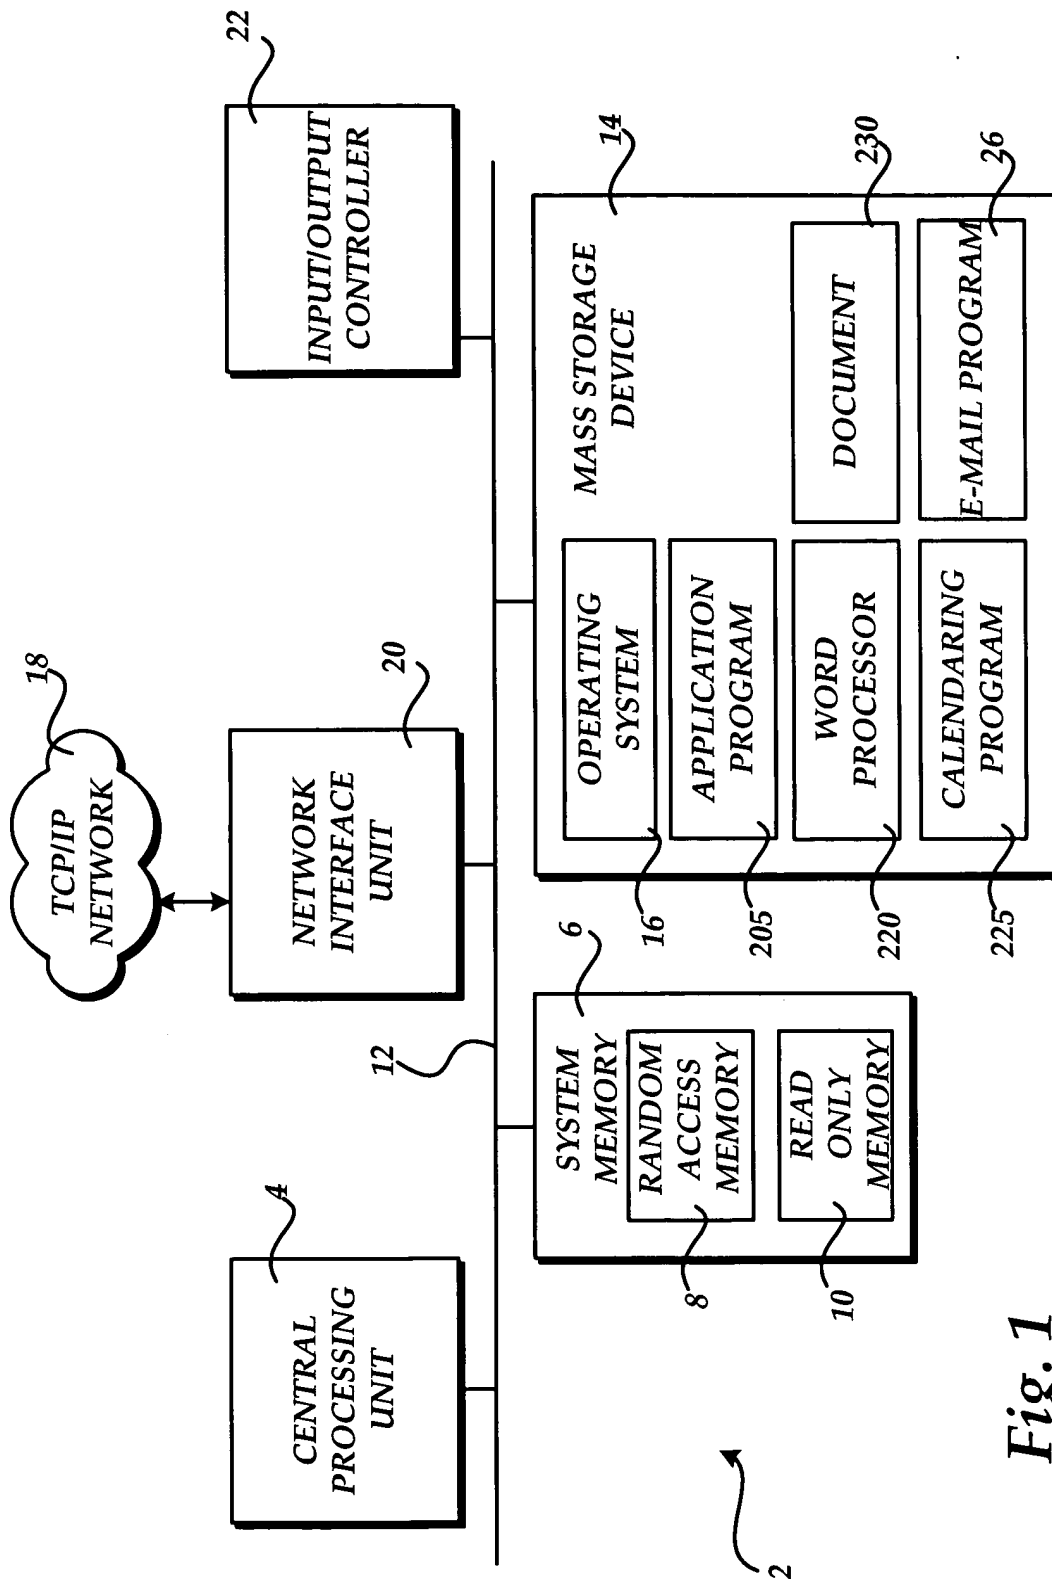 TCP/IP
NETWORK
18
22
CENTRAL
PROCESSING
UNIT
4
NETWORK
INTERFACE
UNIT
20
INPUT/OUTPUT
CONTROLLER
12
SYSTEM
MEMORY
6
RANDOM
ACCESS
MEMORY
8
READ
ONLY
MEMORY
10
MASS STORAGE
DEVICE
14
OPERATING
SYSTEM
16
APPLICATION
PROGRAM
205
WORD
PROCESSOR
220
DOCUMENT
230
CALENDARING
PROGRAM
225
E-MAIL PROGRAM
26
2
Fig. 1